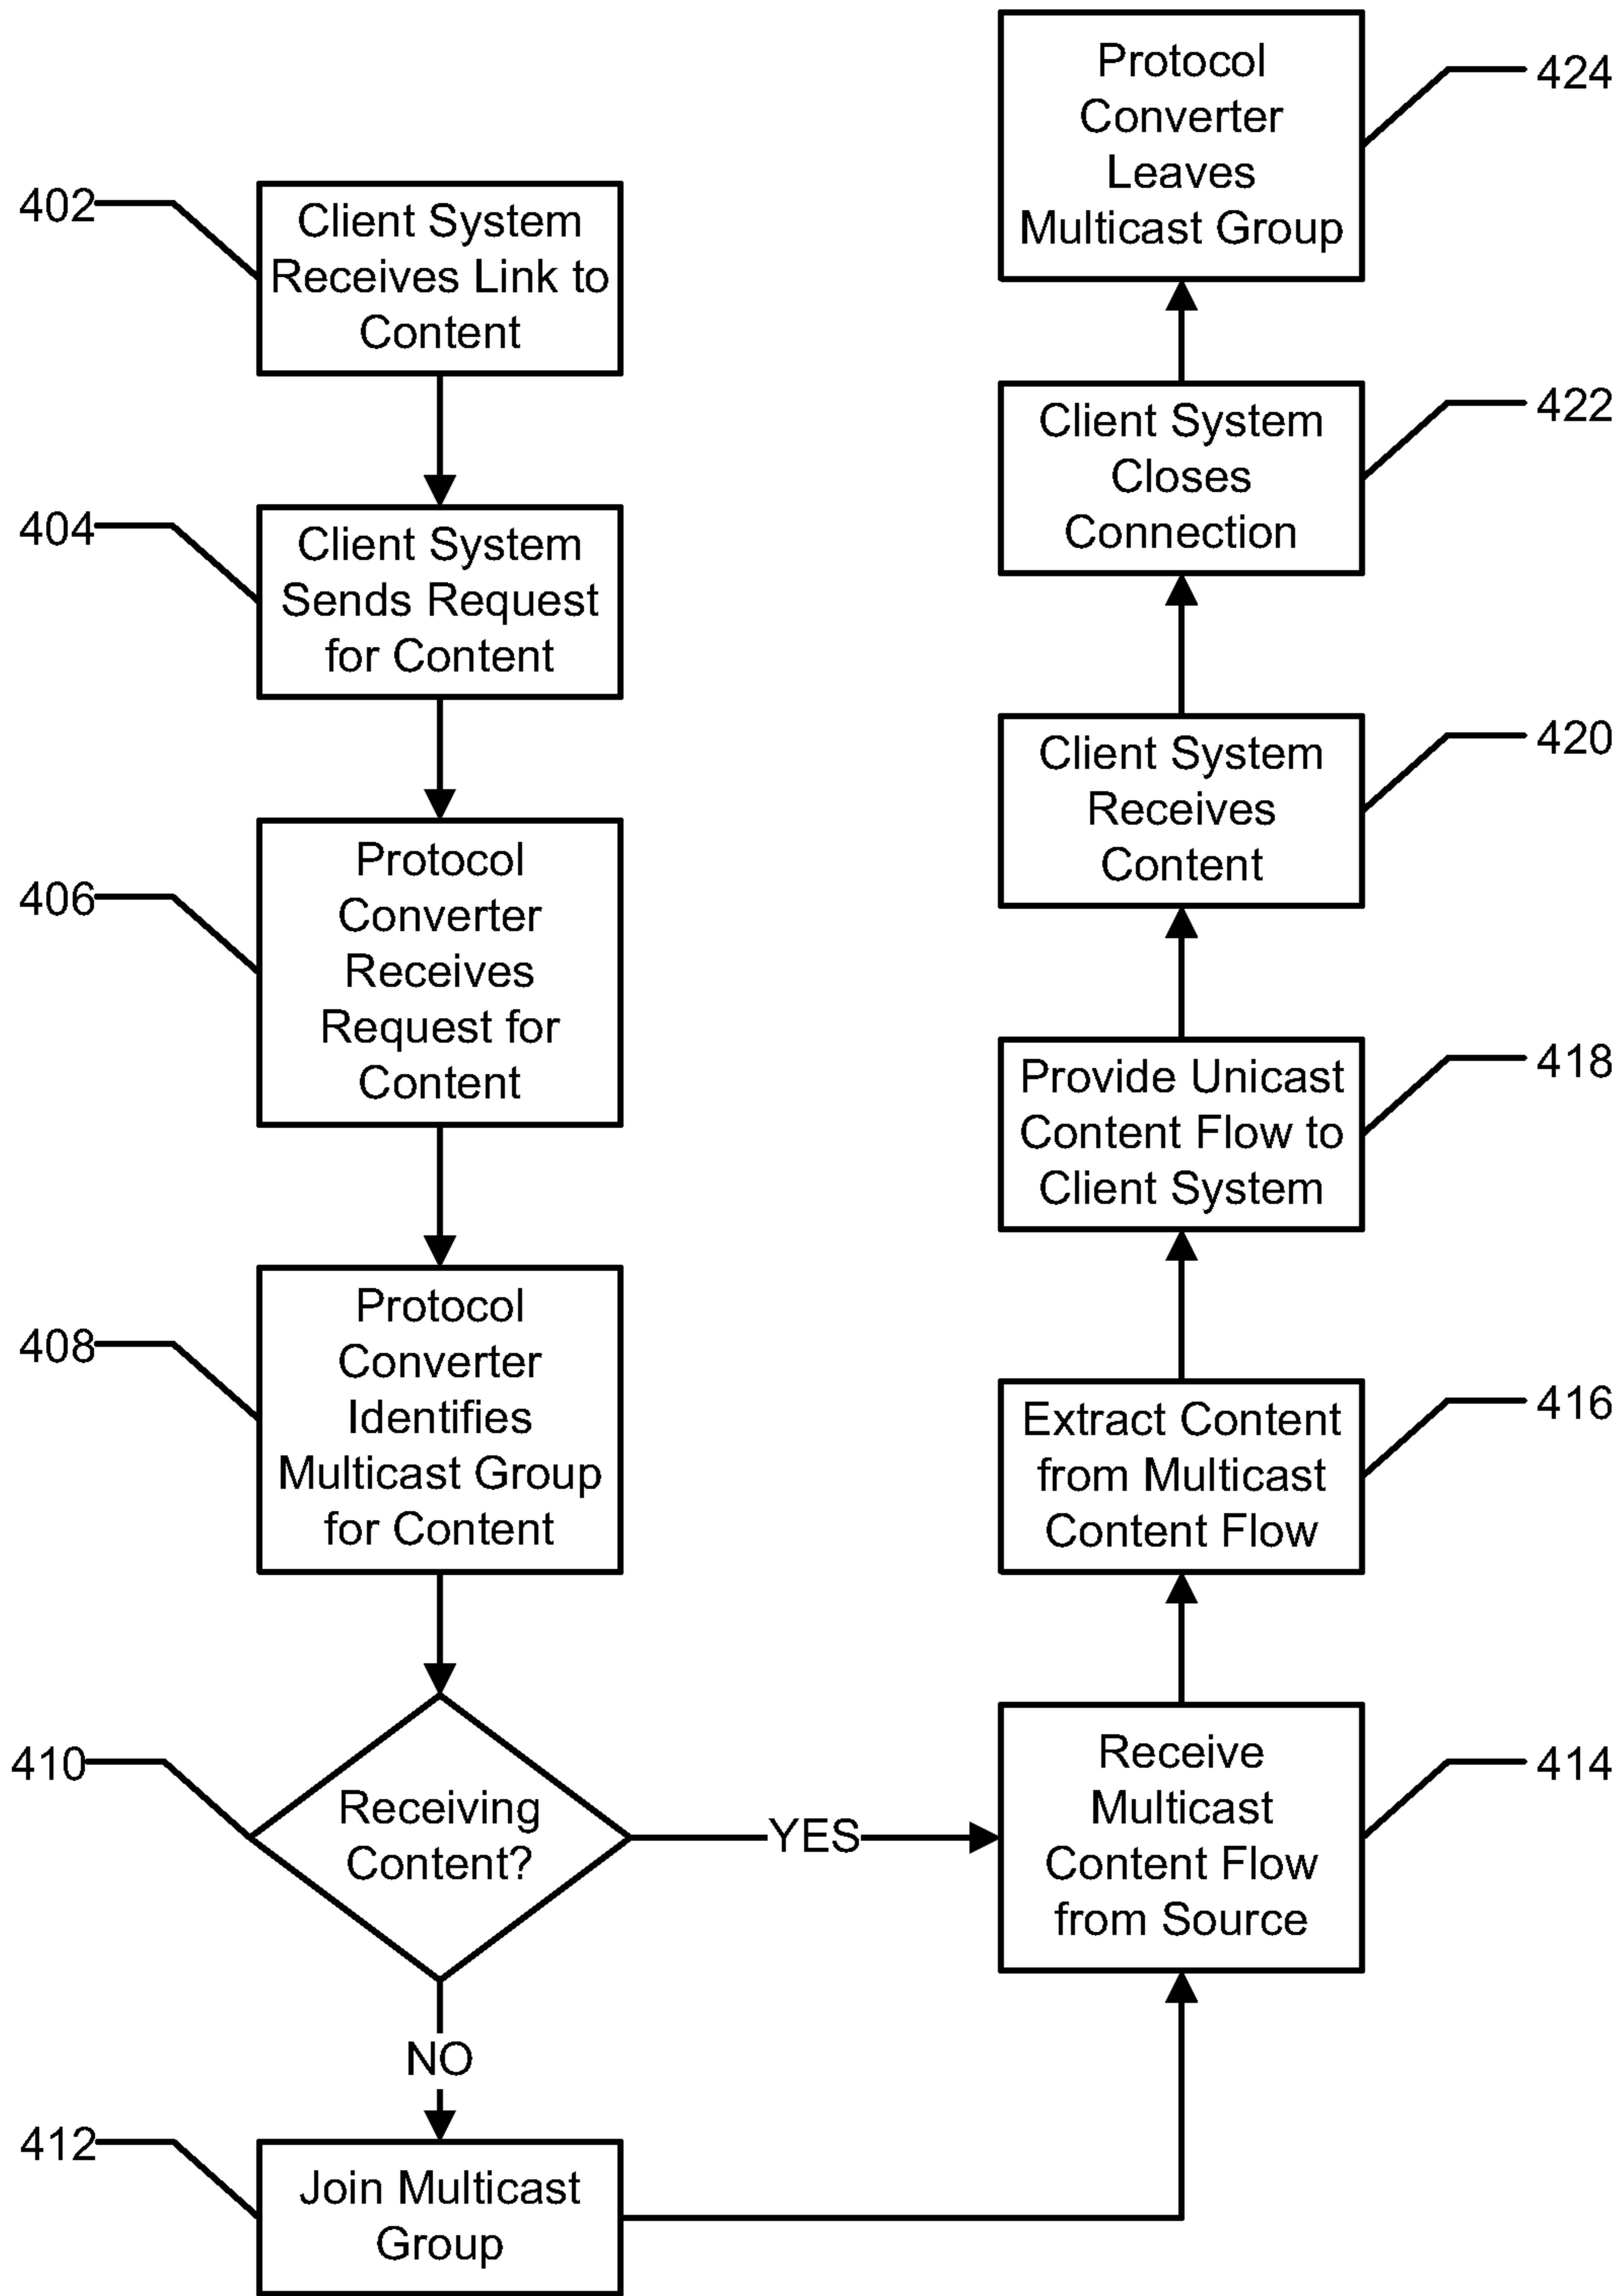 402
Client System
Receives Link to
Content
404
Client System
Sends Request
for Content
406
Protocol
Converter
Receives
Request for
Content
408
Protocol
Converter
Identifies
Multicast Group
for Content
410
Receiving
Content?
YES
NO
412
Join Multicast
Group
Receive
Multicast
Content Flow
from Source
414
Extract Content
from Multicast
Content Flow
416
Provide Unicast
Content Flow to
Client System
418
Client System
Receives
Content
420
Client System
Closes
Connection
422
Protocol
Converter
Leaves
Multicast Group
424